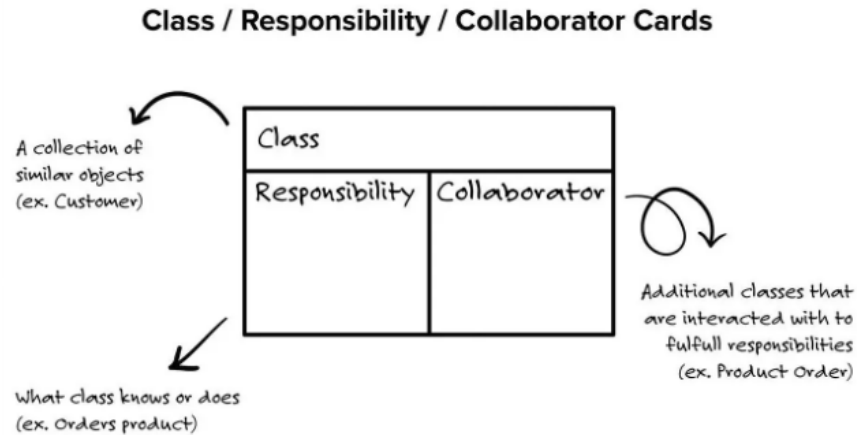 Class / Responsibility / Collaborator Cards
A collection of
similar objects
(ex. Customer)
Class
Responsibility
Collaborator
Additional classes that
are interacted with to
fulfull responsibilities
(ex. Product Order)
What class knows or does
(ex. Orders product)